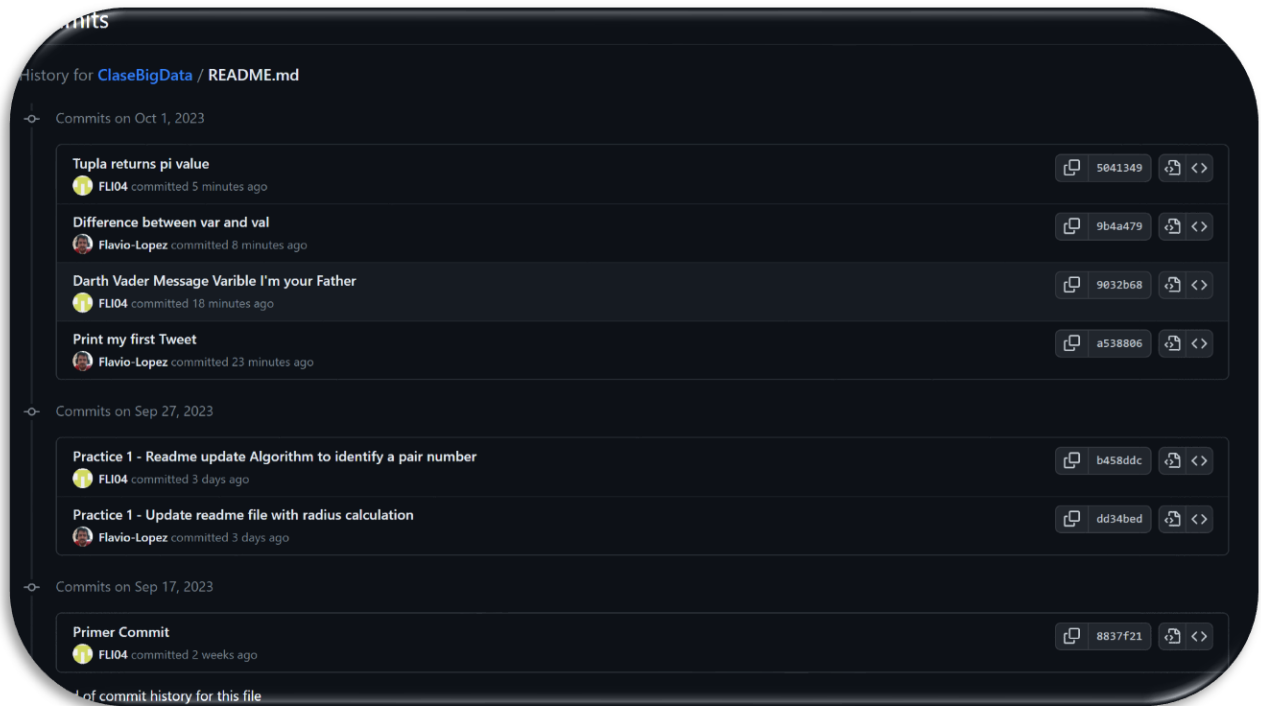 History for ClaseBigData / README.md
Commits on Oct 1, 2023
Tupla returns pi value
5041349
FLI04 committed 5 minutes ago
Difference between var and val
9b4a479
Flavio-Lopez committed 8 minutes ago
Darth Vader Message Varible I'm your Father
9032b68
FLI04 committed 18 minutes ago
Print my first Tweet
a538806
Flavio-Lopez committed 23 minutes ago
Commits on Sep 27, 2023
Practice 1 - Readme update Algorithm to identify a pair number
b458ddc
FLI04 committed 3 days ago
Practice 1 - Update readme file with radius calculation
dd34bed
Flavio-Lopez committed 3 days ago
Commits on Sep 17, 2023
Primer Commit
8837f21
FLI04 committed 2 weeks ago
of commit history for this file